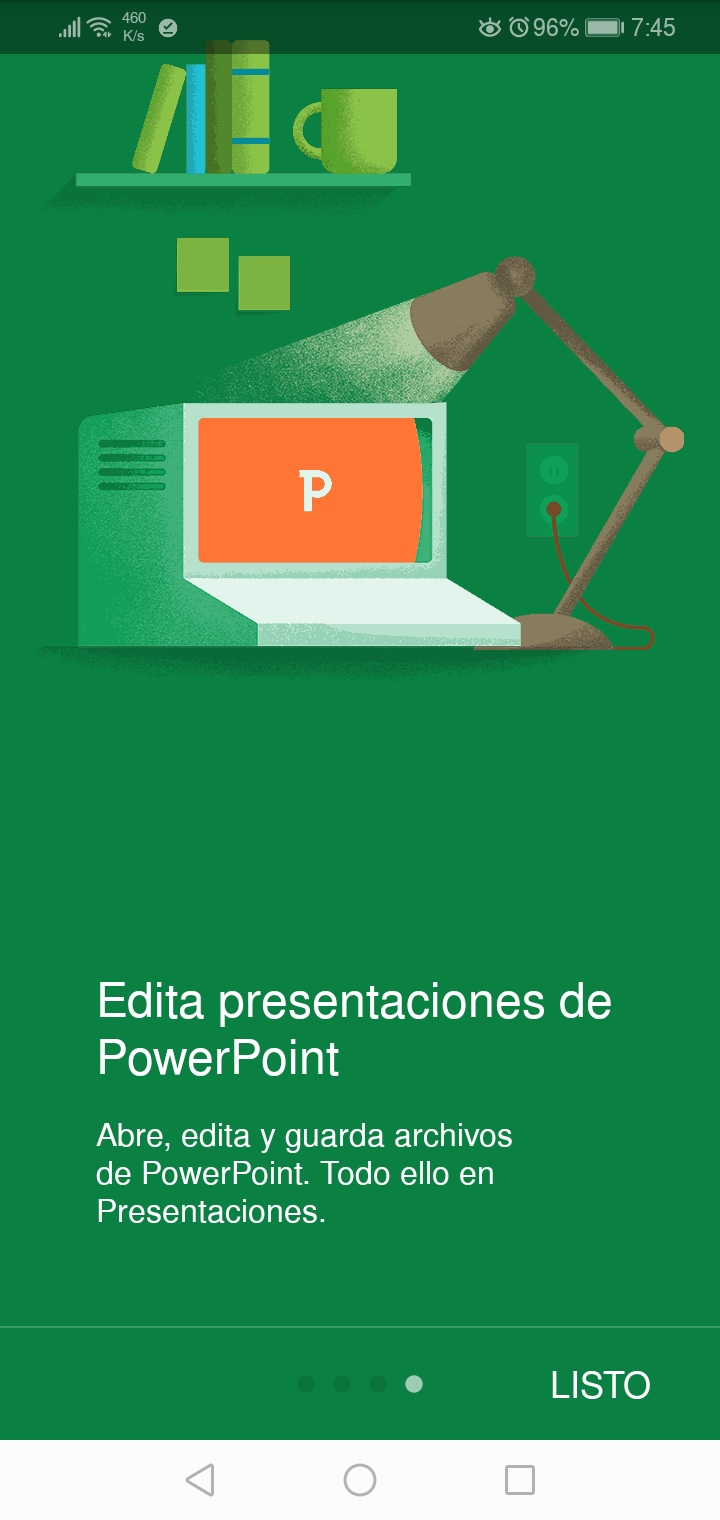 460
K/s
96%
7:45
P
Edita presentaciones de
PowerPoint
Abre, edita y guarda archivos
de PowerPoint. Todo ello en
Presentaciones.
LISTO